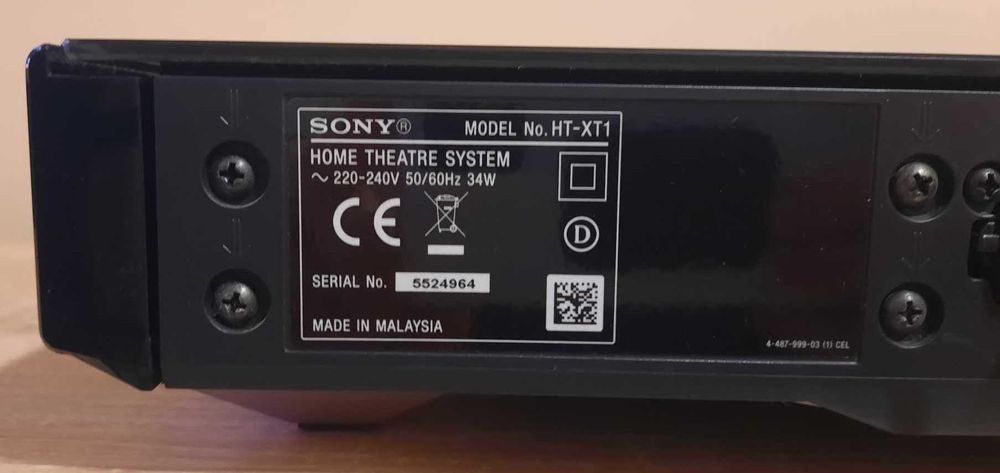 SONY® MODEL No. HT-XT1
HOME THEATRE SYSTEM
~ 220-240V 50/60Hz 34W
CE
D
SERIAL No. 5524964
MADE IN MALAYSIA
4-487-999-03 (1) CEL